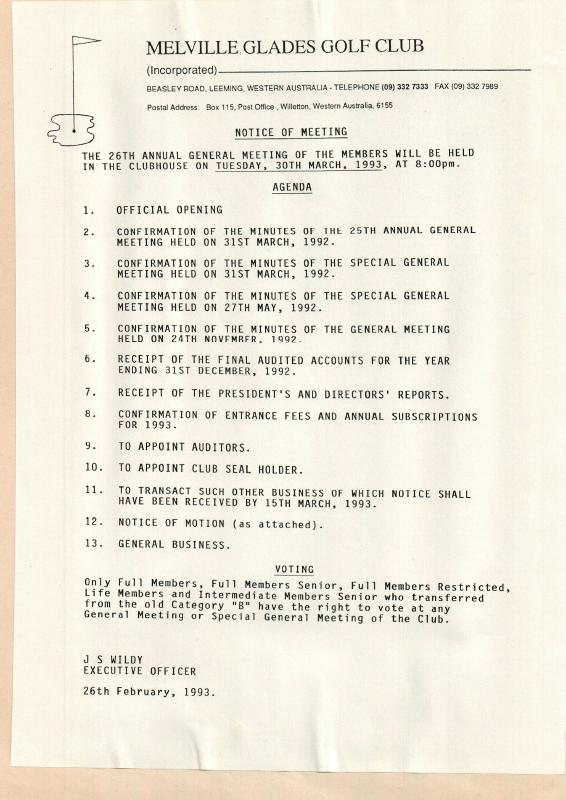 MELVILLE GLADES GOLF CLUB
(Incorporated)
BEASLEY ROAD, LEEMING, WESTERN AUSTRALIA - TELEPHONE (09) 332 7333 FAX (09) 332 7989
Postal Address: Box 115, Post Office , Willetton, Western Australia, 6155
NOTICE OF MEETING
THE 26TH ANNUAL GENERAL MEETING OF THE MEMBERS WILL BE HELD
IN THE CLUBHOUSE ON TUESDAY, 30TH MARCH, 1993, AT 8:00pm.
AGENDA
1. OFFICIAL OPENING
2. CONFIRMATION OF THE MINUTES OF THE 25TH ANNUAL GENERAL
MEETING HELD ON 31ST MARCH, 1992.
3. CONFIRMATION OF THE MINUTES OF THE SPECIAL GENERAL
MEETING HELD ON 31ST MARCH, 1992.
4. CONFIRMATION OF THE MINUTES OF THE SPECIAL GENERAL
MEETING HELD ON 27TH MAY, 1992.
5. CONFIRMATION OF THE MINUTES OF THE GENERAL MEETING
HELD ON 24TH NOVEMBER, 1992.
6. RECEIPT OF THE FINAL AUDITED ACCOUNTS FOR THE YEAR
ENDING 31ST DECEMBER, 1992.
7. RECEIPT OF THE PRESIDENT'S AND DIRECTORS' REPORTS.
8. CONFIRMATION OF ENTRANCE FEES AND ANNUAL SUBSCRIPTIONS
FOR 1993.
9. TO APPOINT AUDITORS.
10. TO APPOINT CLUB SEAL HOLDER.
11. TO TRANSACT SUCH OTHER BUSINESS OF WHICH NOTICE SHALL
HAVE BEEN RECEIVED BY 15TH MARCH, 1993.
12. NOTICE OF MOTION (as attached).
13. GENERAL BUSINESS.
VOTING
Only Full Members, Full Members Senior, Full Members Restricted,
Life Members and Intermediate Members Senior who transferred
from the old Category "B" have the right to vote at any
General Meeting or Special General Meeting of the Club.
J S WILDY
EXECUTIVE OFFICER
26th February, 1993.